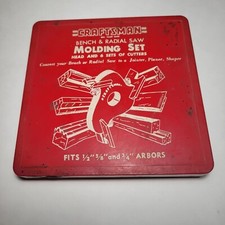 CRAFTSMAN
BENCH & RADIAL SAW
MOLDING SET
HEAD AND 8 SETS OF CUTTERS
Convert your Bench or Radial Saw to a Jointer, Planer, Shaper
FITS 1/2" 5/8" and 3/4" ARBORS